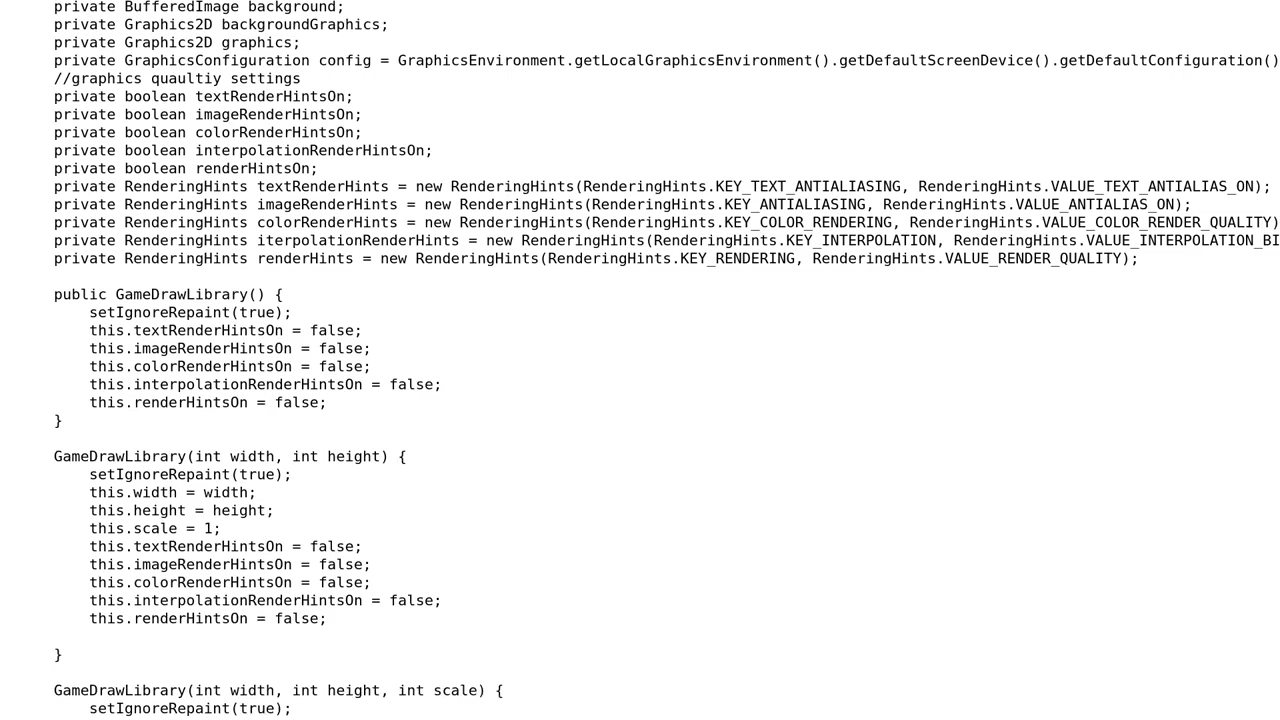 private BufferedImage background;
private Graphics2D backgroundGraphics;
private Graphics2D graphics;
private GraphicsConfiguration config = GraphicsEnvironment.getLocalGraphicsEnvironment().getDefaultScreenDevice().getDefaultConfiguration()
//graphics quaultiy settings
private boolean textRenderHintsOn;
private boolean imageRenderHintsOn;
private boolean colorRenderHintsOn;
private boolean interpolationRenderHintsOn;
private boolean renderHintsOn;
private RenderingHints textRenderHints = new RenderingHints(RenderingHints.KEY_TEXT_ANTIALIASING, RenderingHints.VALUE_TEXT_ANTIALIAS_ON);
private RenderingHints imageRenderHints = new RenderingHints(RenderingHints.KEY_ANTIALIASING, RenderingHints.VALUE_ANTIALIAS_ON);
private RenderingHints colorRenderHints = new RenderingHints(RenderingHints.KEY_COLOR_RENDERING, RenderingHints.VALUE_COLOR_RENDER_QUALITY)
private RenderingHints iterpolationRenderHints = new RenderingHints(RenderingHints.KEY_INTERPOLATION, RenderingHints.VALUE_INTERPOLATION_BI
private RenderingHints renderHints = new RenderingHints(RenderingHints.KEY_RENDERING, RenderingHints.VALUE_RENDER_QUALITY);
public GameDrawLibrary() {
setIgnoreRepaint(true);
this.textRenderHintsOn = false;
this.imageRenderHintsOn = false;
this.colorRenderHintsOn = false;
this.interpolationRenderHintsOn = false;
this.renderHintsOn = false;
}
GameDrawLibrary(int width, int height) {
setIgnoreRepaint(true);
this.width = width;
this.height = height;
this.scale = 1;
this.textRenderHintsOn = false;
this.imageRenderHintsOn = false;
this.colorRenderHintsOn = false;
this.interpolationRenderHintsOn = false;
this.renderHintsOn = false;
}
GameDrawLibrary(int width, int height, int scale) {
setIgnoreRepaint(true);